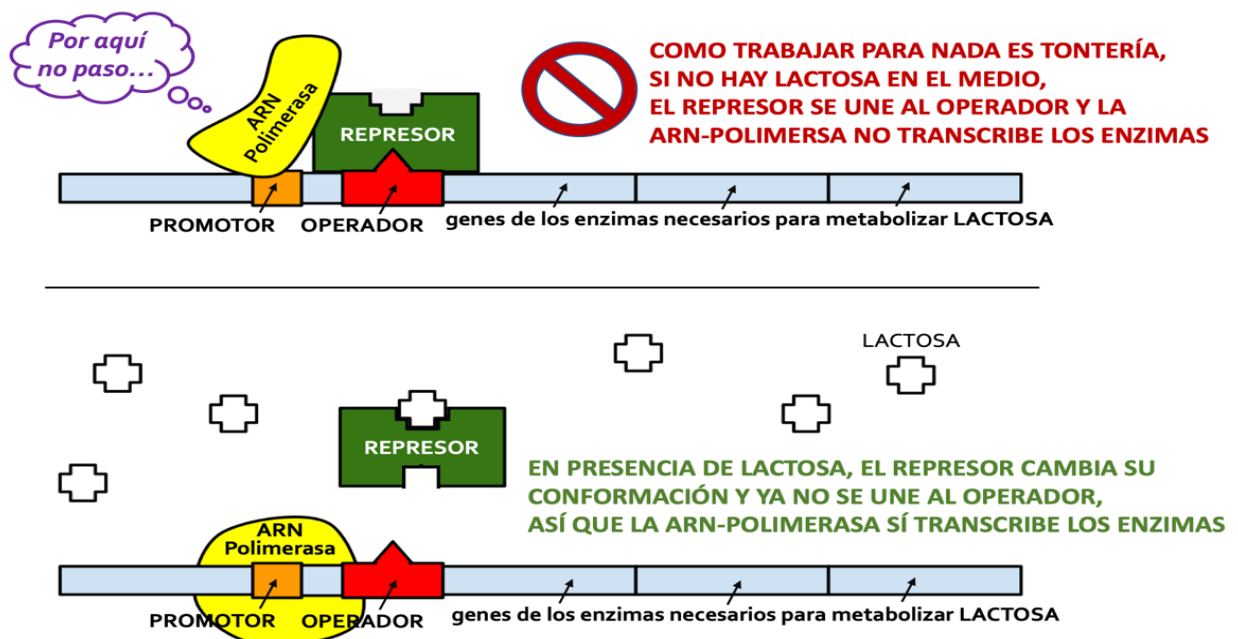 Por aquí
no paso...
ARN
Polimerasa
REPRESOR
COMO TRABAJAR PARA NADA ES TONTERÍA,
SI NO HAY LACTOSA EN EL MEDIO,
EL REPRESOR SE UNE AL OPERADOR Y LA
ARN-POLIMERSA NO TRANSCRIBE LOS ENZIMAS
PROMOTOR
OPERADOR
genes de los enzimas necesarios para metabolizar LACTOSA
LACTOSA
REPRESOR
EN PRESENCIA DE LACTOSA, EL REPRESOR CAMBIA SU
CONFORMACIÓN Y YA NO SE UNE AL OPERADOR,
ASÍ QUE LA ARN-POLIMERASA SÍ TRANSCRIBE LOS ENZIMAS
ARN
Polimerasa
PROMOTOR
OPERADOR
genes de los enzimas necesarios para metabolizar LACTOSA